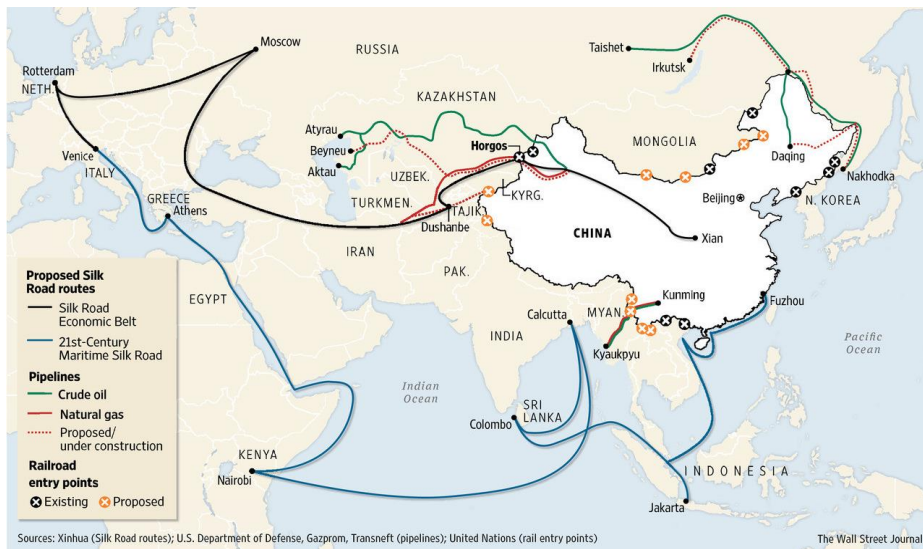 Moscow
RUSSIA
Taishet
Irkutsk
Rotterdam
NETH.
KAZAKHSTAN
Atyrau
Beyneu
Aktau
Horgos
MONGOLIA
Daqing
Nakhodka
Venice
ITALY
UZBEK.
KYRG.
GREECE
Athens
TURKMEN.
TAJIK.
Dushanbe
Beijing
N. KOREA
CHINA
Xian
IRAN
PAK.
EGYPT
Calcutta
MYAN.
Kunming
Fuzhou
INDIA
Kyaukpyu
Pacific
Ocean
Indian
Ocean
SRI
LANKA
Colombo
KENYA
Nairobi
INDONESIA
Jakarta
Proposed Silk
Road routes
Silk Road
Economic Belt
21st-Century
Maritime Silk Road
Pipelines
Crude oil
Natural gas
Proposed/
under construction
Railroad
entry points
Existing Proposed
Sources: Xinhua (Silk Road routes); U.S. Department of Defense, Gazprom, Transneft (pipelines); United Nations (rail entry points)
The Wall Street Journal